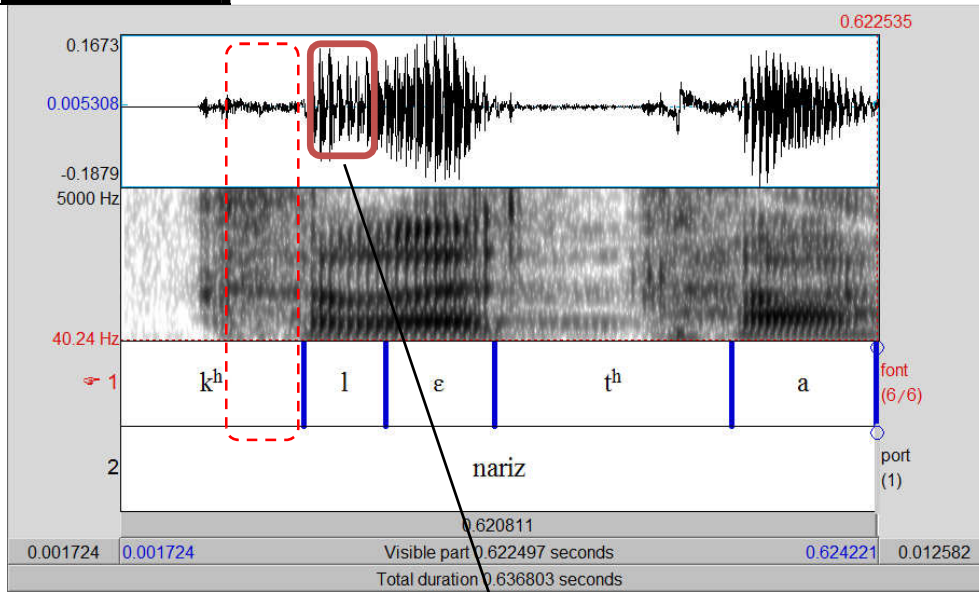 0.622535
0.1673
0.005308
-0.1879
5000 Hz
40.24 Hz
1 kʰ l ɛ tʰ a font (6/6)
2 nariz port (1)
0.620811
0.001724 0.001724 Visible part 0.622497 seconds 0.624221 0.012582
Total duration 0.636803 seconds